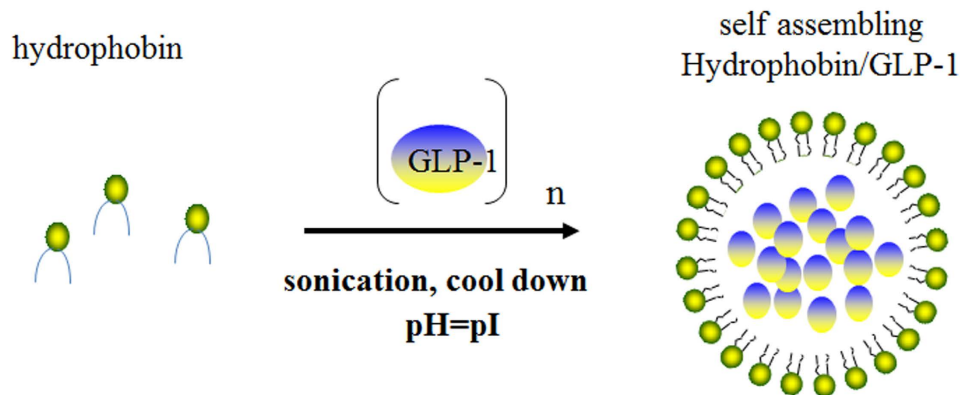 hydrophobin
GLP-1
n
sonication, cool down
pH=pI
self assembling
Hydrophobin/GLP-1